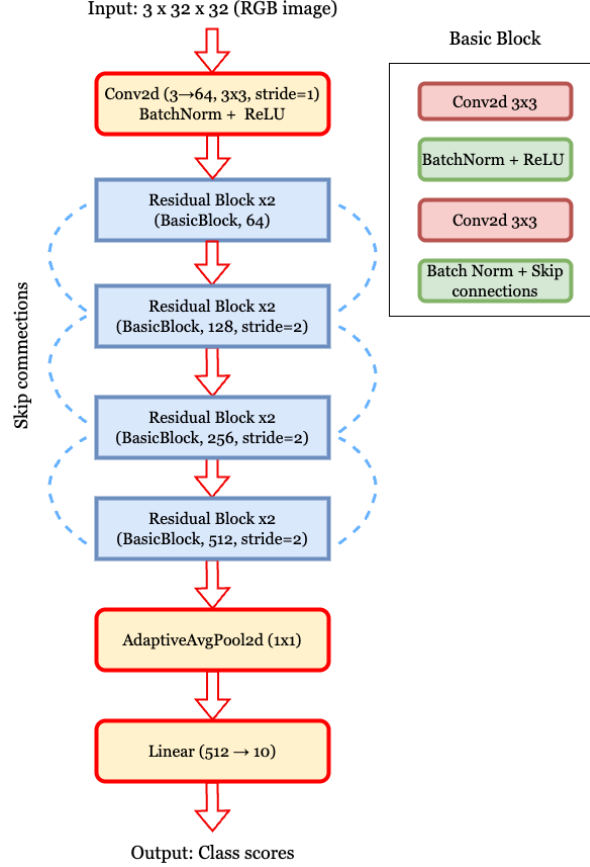 Input: 3 x 32 x 32 (RGB image)
Conv2d (3→64, 3x3, stride=1)
BatchNorm + ReLU
Residual Block x2
(BasicBlock, 64)
Residual Block x2
(BasicBlock, 128, stride=2)
Residual Block x2
(BasicBlock, 256, stride=2)
Residual Block x2
(BasicBlock, 512, stride=2)
AdaptiveAvgPool2d (1x1)
Linear (512 → 10)
Output: Class scores
Skip commections
Basic Block
Conv2d 3x3
BatchNorm + ReLU
Conv2d 3x3
Batch Norm + Skip
connections